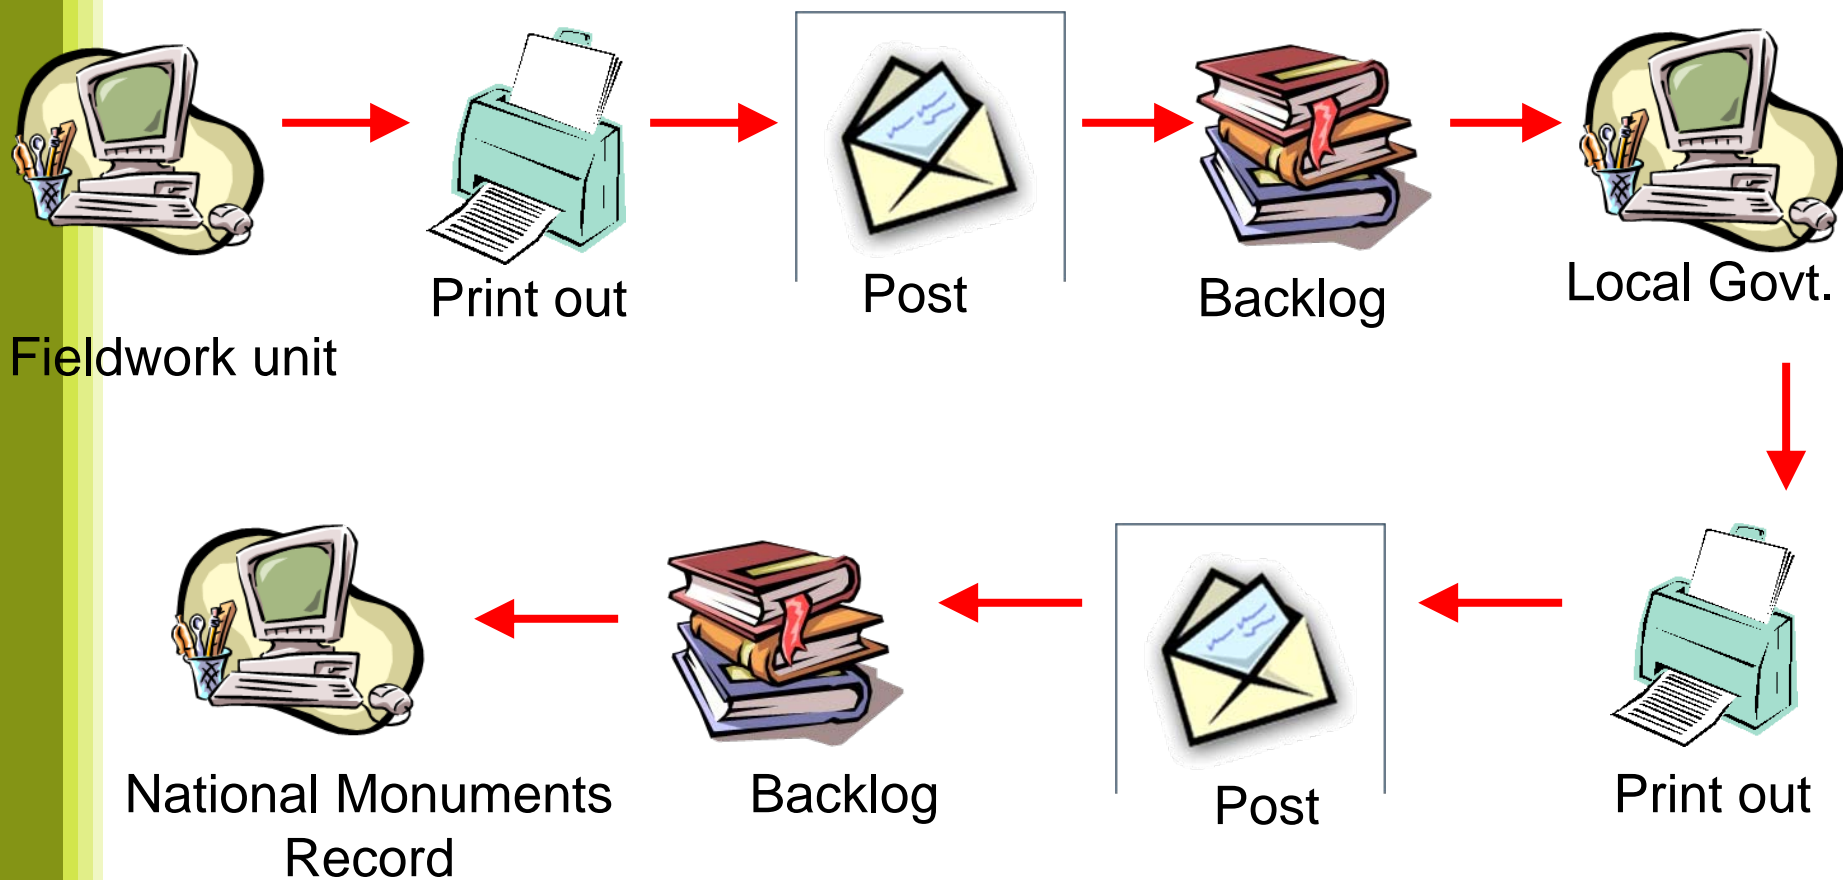 Print out
Post
Backlog
Local Govt.
Fieldwork unit
National Monuments
Record
Backlog
Post
Print out